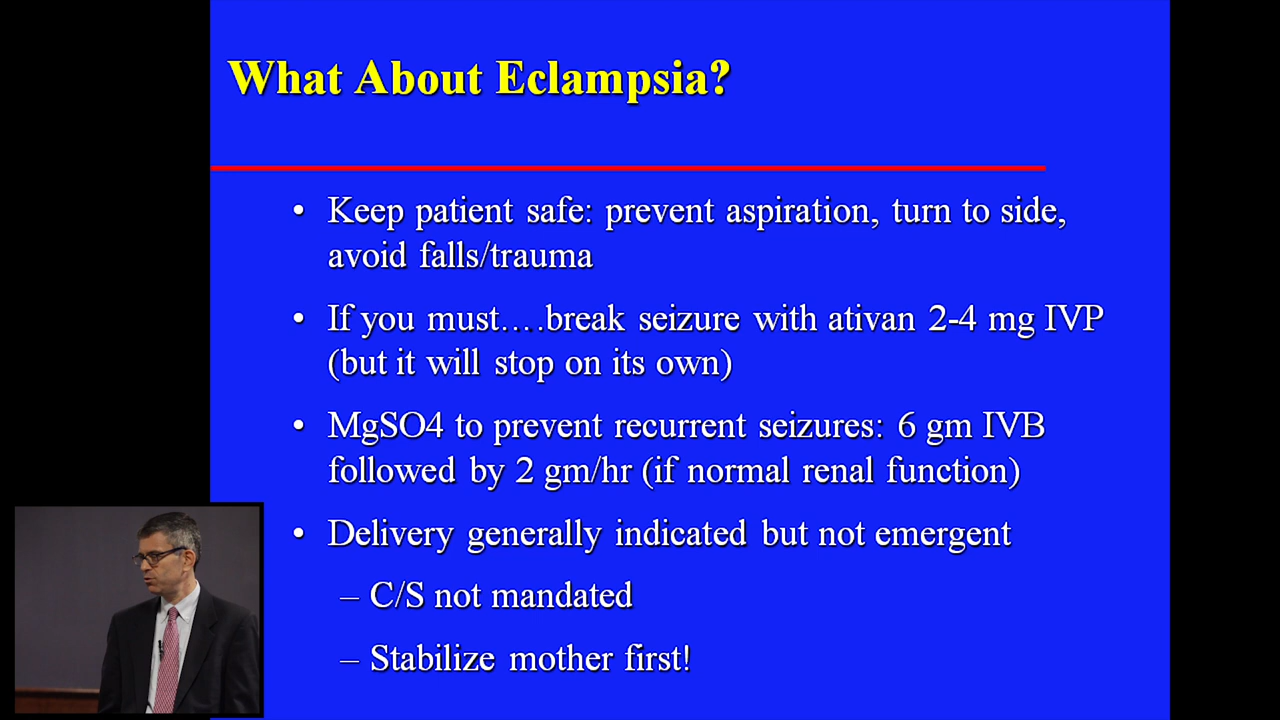 What About Eclampsia?
• Keep patient safe: prevent aspiration, turn to side,
avoid falls/trauma
• If you must....break seizure with ativan 2-4 mg IVP
(but it will stop on its own)
• MgSO4 to prevent recurrent seizures: 6 gm IVB
followed by 2 gm/hr (if normal renal function)
• Delivery generally indicated but not emergent
– C/S not mandated
– Stabilize mother first!